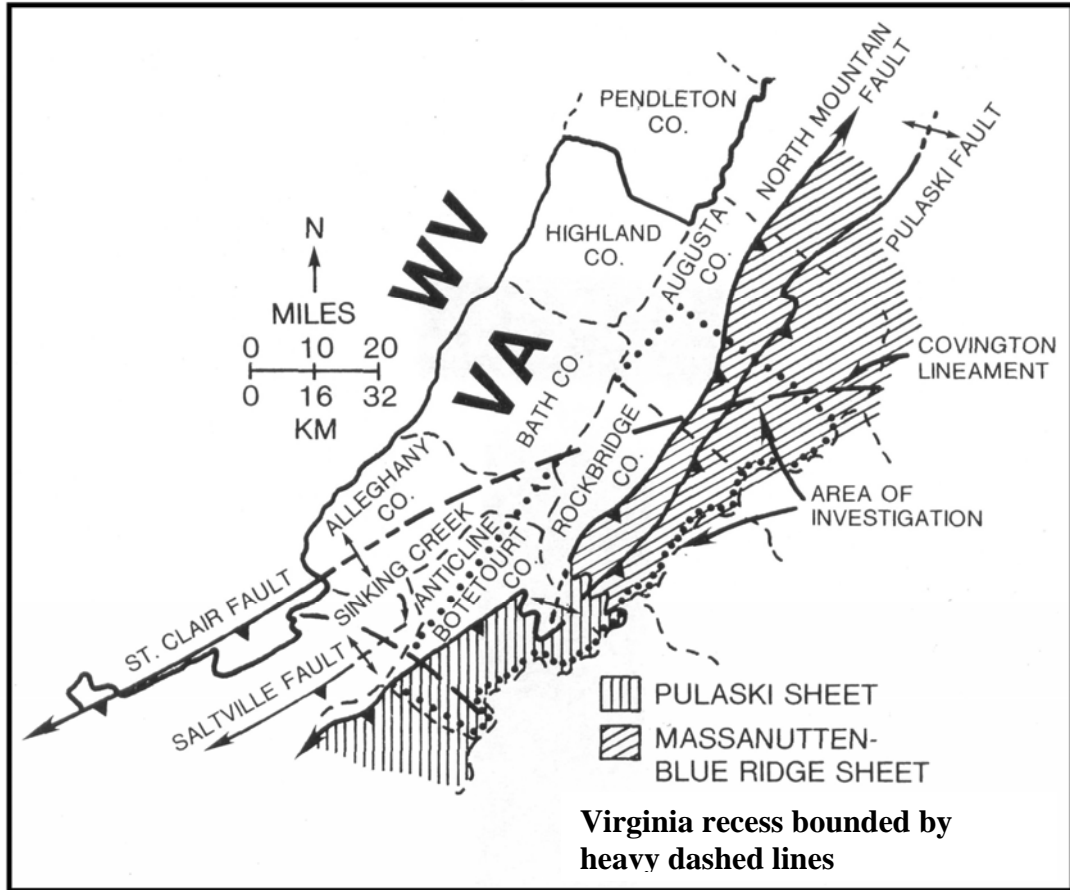 PENDLETON
CO.
NORTH MOUNTAIN
FAULT
PULASKI FAULT
WV
HIGHLAND
CO.
AUGUSTA
CO.
N
MILES
0 10 20
0 16 32
KM
VA
BATH CO.
COVINGTON
LINEAMENT
ROCKBRIDGE
CO.
ALLEGHANY
CO.
AREA OF
INVESTIGATION
SINKING CREEK
ANTICLINE
BOTETOURT
CO.
ST. CLAIR FAULT
SALTVILLE FAULT
PULASKI SHEET
MASSANUTTEN-
BLUE RIDGE SHEET
Virginia recess bounded by
heavy dashed lines